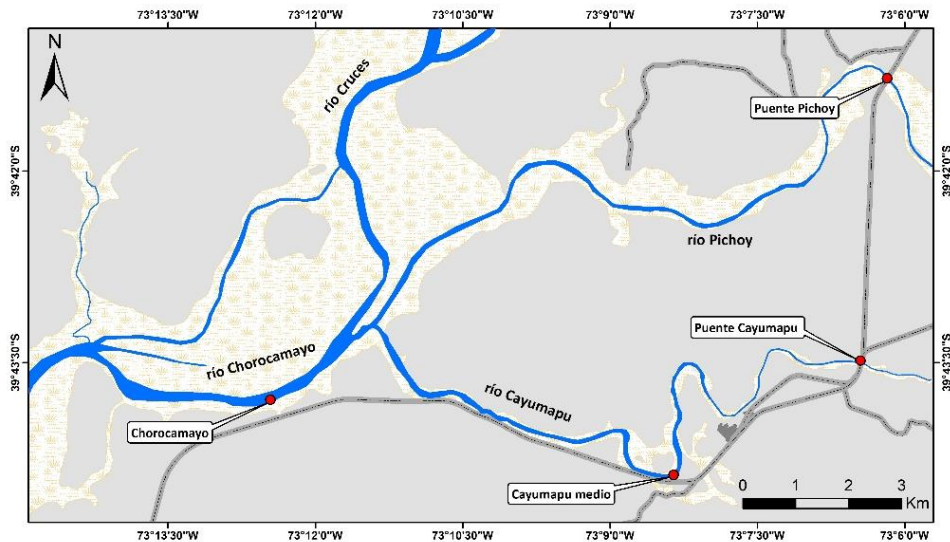 73°13'30"W 73°12'0"W 73°10'30"W 73°9'0"W 73°7'30"W 73°6'0"W
N
río Cruces
Puente Pichoy
39°42'0"S
39°42'0"S
río Pichoy
Puente Cayumapu
39°43'30"S
río Chorocamayo
39°43'30"S
río Cayumapu
Chorocamayo
Cayumapu medio
0 1 2 3
Km
73°13'30"W 73°12'0"W 73°10'30"W 73°9'0"W 73°7'30"W 73°6'0"W